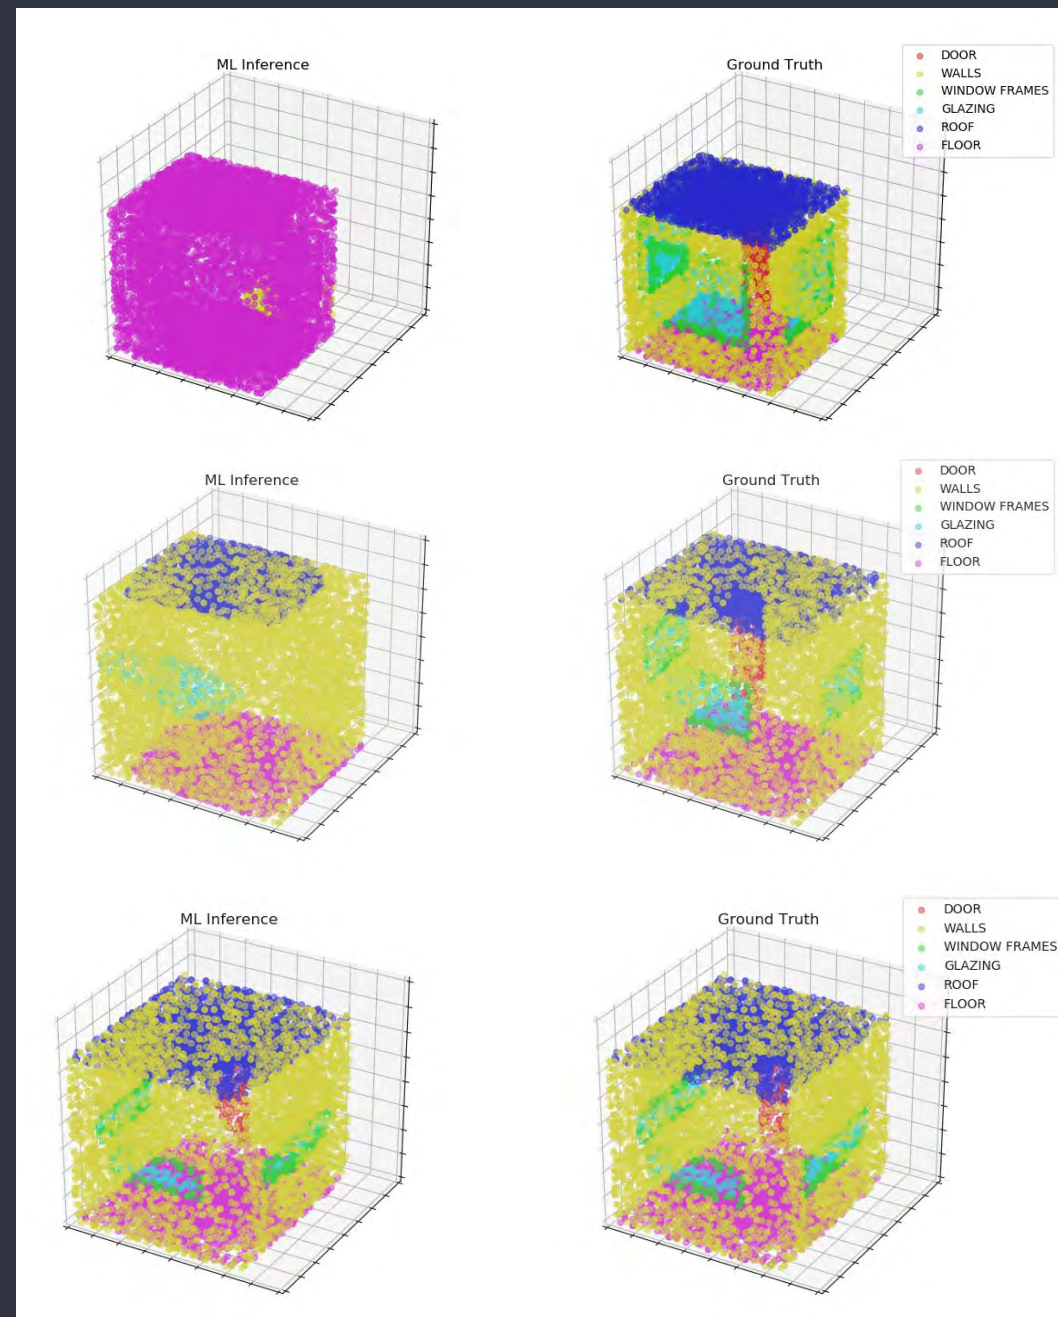 ML Inference
Ground Truth
DOOR
WALLS
WINDOW FRAMES
GLAZING
ROOF
FLOOR
ML Inference
Ground Truth
DOOR
WALLS
WINDOW FRAMES
GLAZING
ROOF
FLOOR
ML Inference
Ground Truth
DOOR
WALLS
WINDOW FRAMES
GLAZING
ROOF
FLOOR